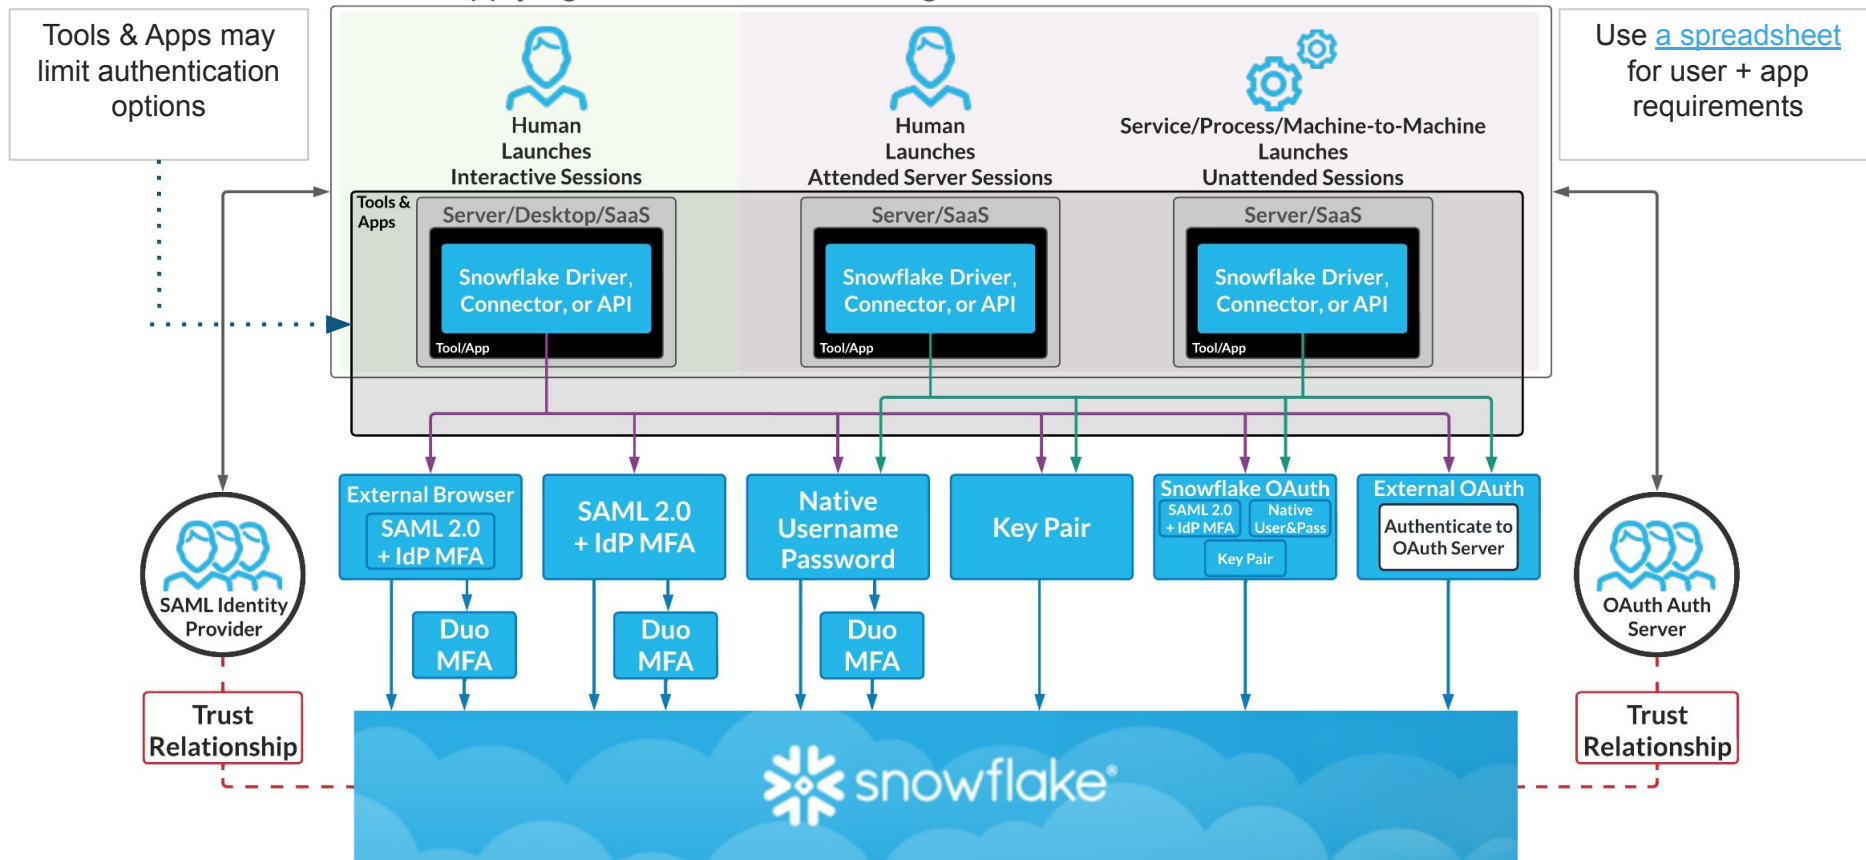 Tools & Apps may
limit authentication
options
Use a spreadsheet
for user + app
requirements
Human
Launches
Interactive Sessions
Human
Launches
Attended Server Sessions
Service/Process/Machine-to-Machine
Launches
Unattended Sessions
Tools &
Apps
Server/Desktop/SaaS
Snowflake Driver,
Connector, or API
Tool/App
Server/SaaS
Snowflake Driver,
Connector, or API
Tool/App
Server/SaaS
Snowflake Driver,
Connector, or API
Tool/App
External Browser
SAML 2.0
+ IdP MFA
SAML 2.0
+ IdP MFA
Native
Username
Password
Key Pair
Snowflake OAuth
SAML 2.0
+ IdP MFA
Native
User&Pass
Key Pair
External OAuth
Authenticate to
OAuth Server
SAML Identity
Provider
OAuth Auth
Server
Duo
MFA
Duo
MFA
Duo
MFA
Trust
Relationship
Trust
Relationship
snowflake®